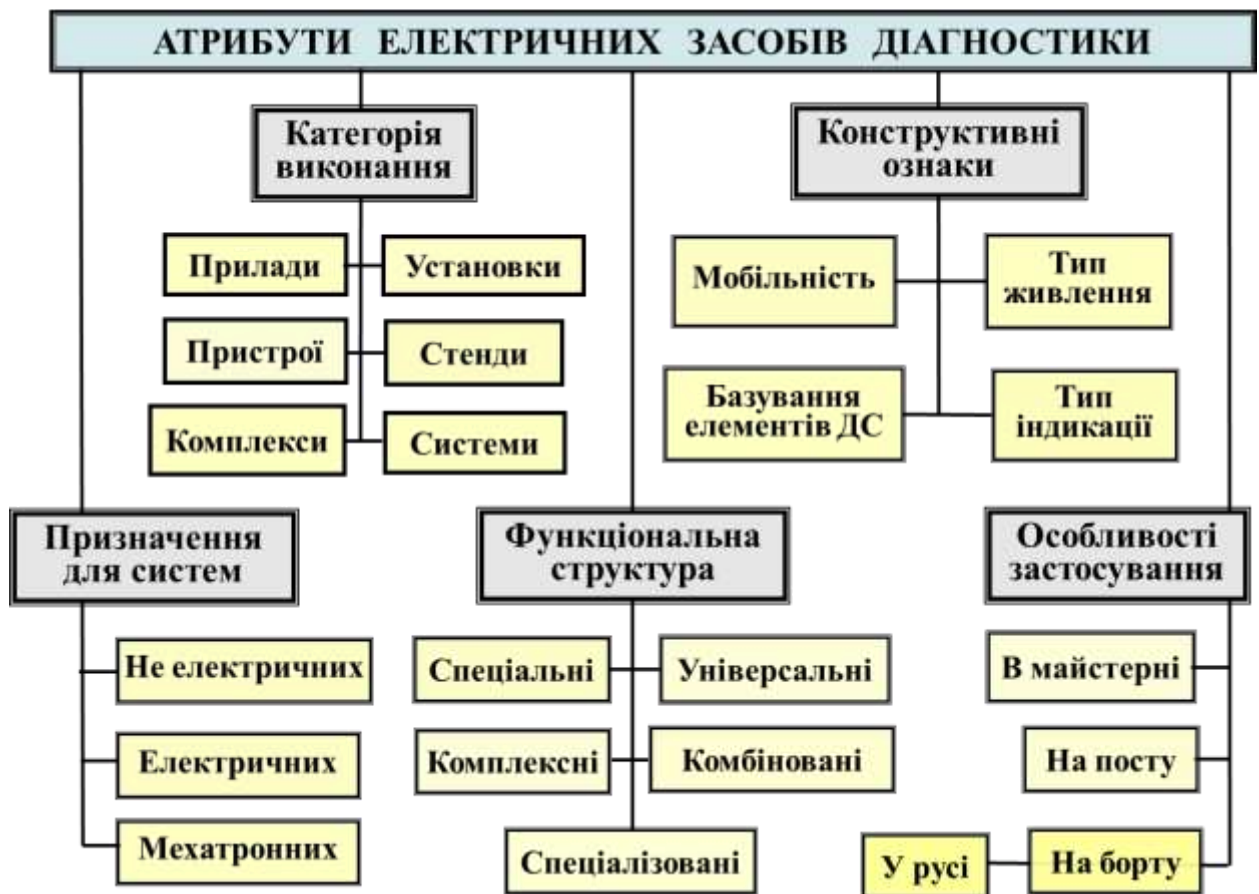 АТРИБУТИ ЕЛЕКТРИЧНИХ ЗАСОБІВ ДІАГНОСТИКИ
Категорія
виконання
Прилади
Установки
Пристрої
Стенди
Комплекси
Системи
Конструктивні
ознаки
Мобільність
Тип
живлення
Базування
елементів ДС
Тип
індикації
Призначення
для систем
Не електричних
Електричних
Мехатронних
Функціональна
структура
Спеціальні
Універсальні
Комплексні
Комбіновані
Спеціалізовані
Особливості
застосування
В майстерні
На посту
У русі
На борту